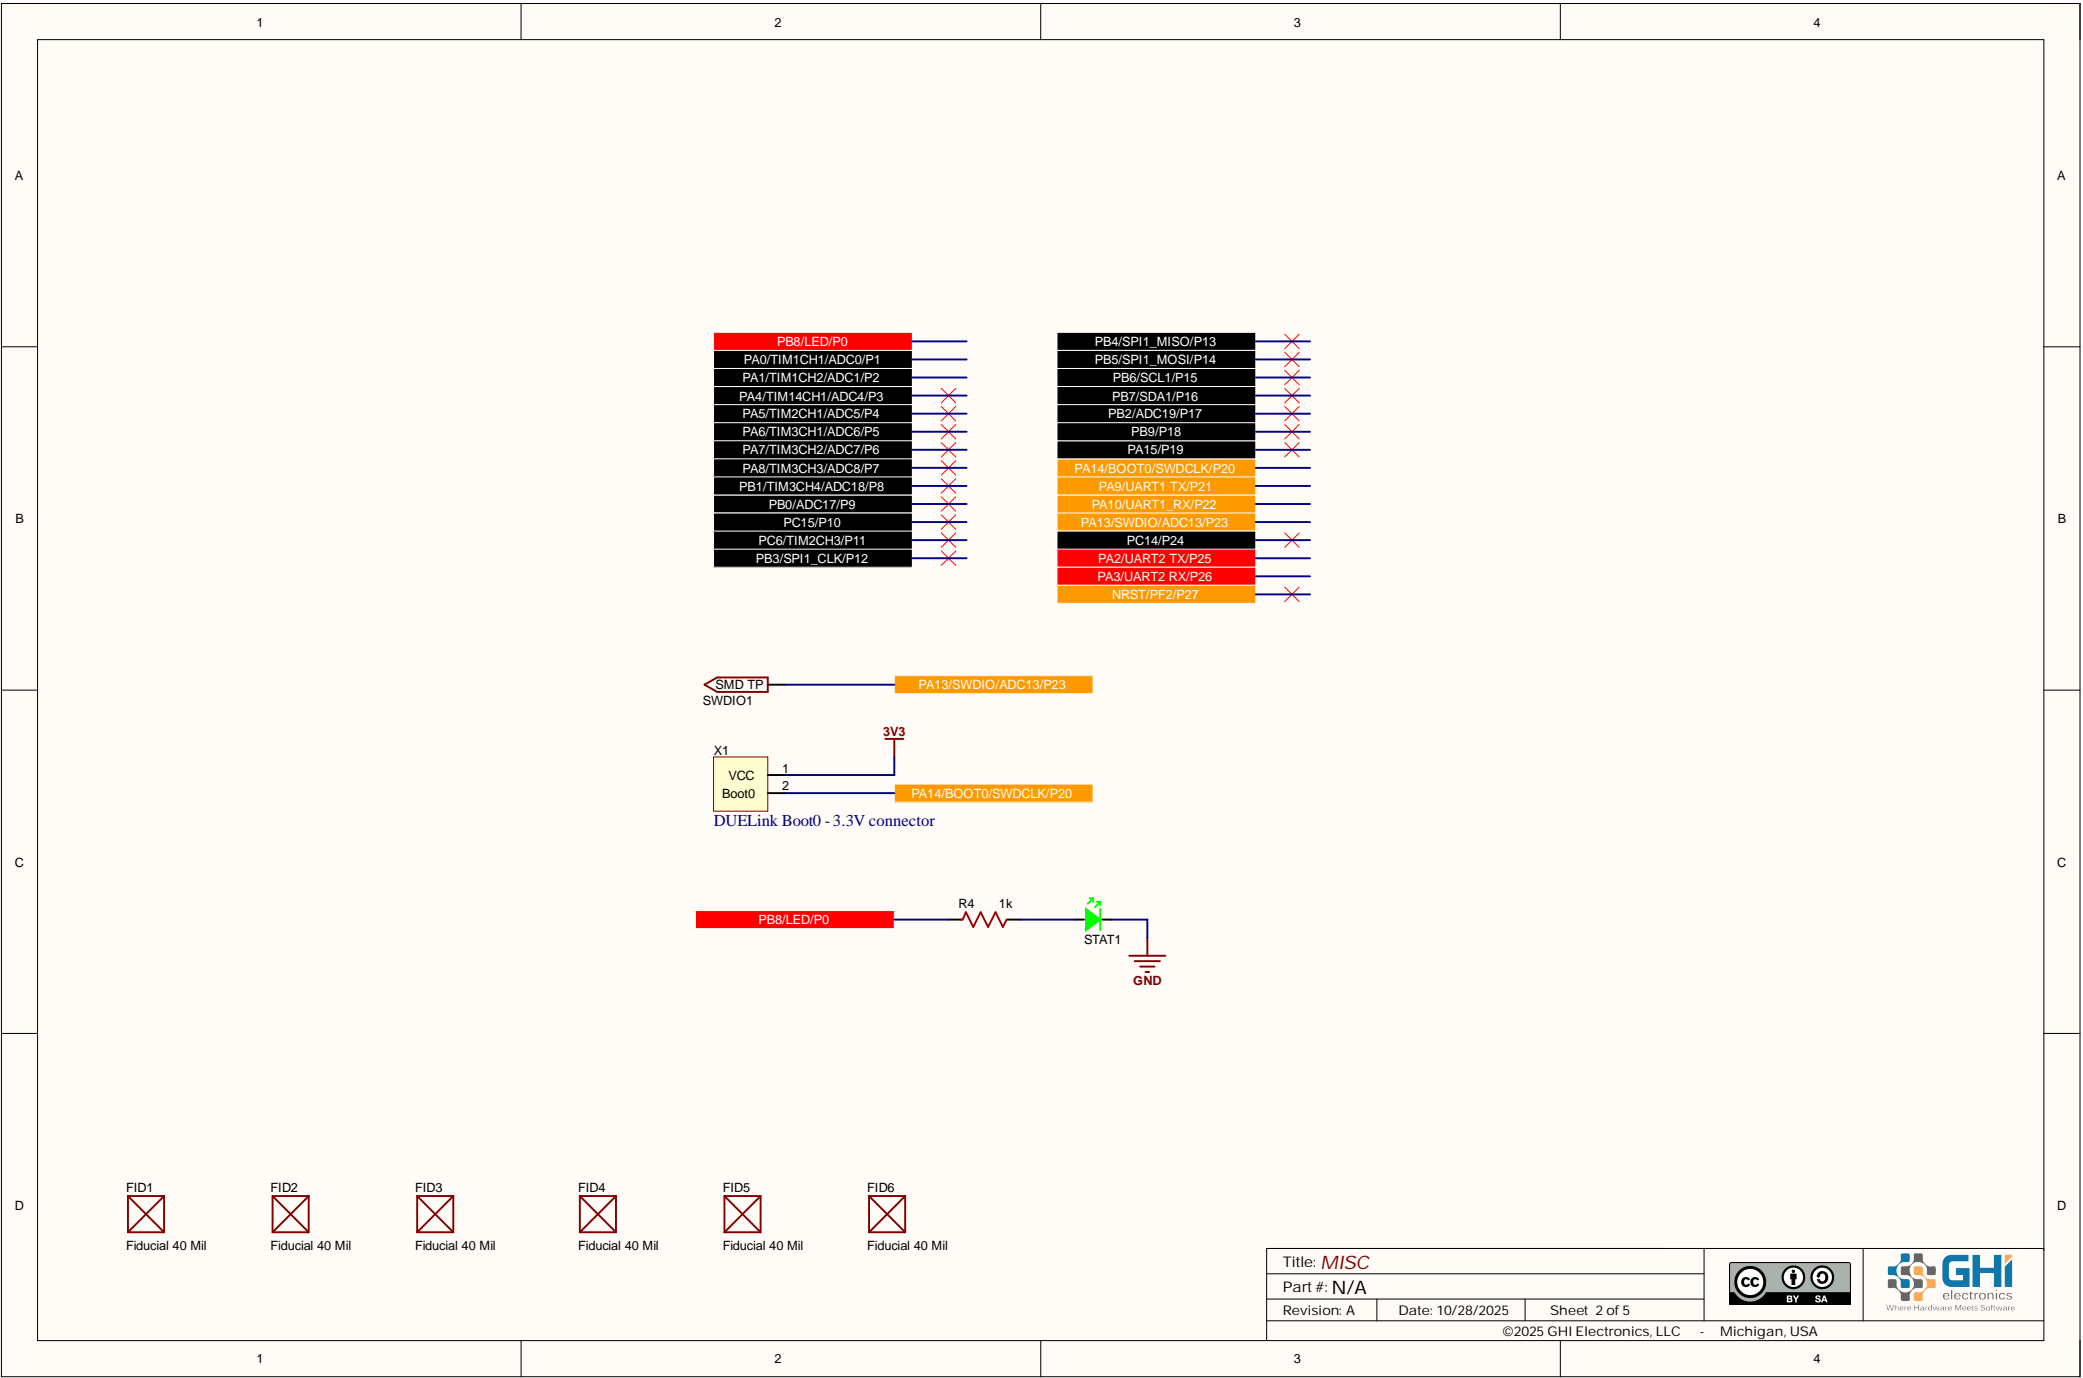 1 2 3 4
A A
PB8/LED/P0
PA0/TIM1CH1/ADC0/P1
PA1/TIM1CH2/ADC1/P2
PA4/TIM14CH1/ADC4/P3
PA5/TIM2CH1/ADC5/P4
PA6/TIM3CH1/ADC6/P5
PA7/TIM3CH2/ADC7/P6
PA8/TIM3CH3/ADC8/P7
PB1/TIM3CH4/ADC18/P8
PB0/ADC17/P9
PC15/P10
PC6/TIM2CH3/P11
PB3/SPI1_CLK/P12
PB4/SPI1_MISO/P13
PB5/SPI1_MOSI/P14
PB6/SCL1/P15
PB7/SDA1/P16
PB2/ADC19/P17
PB9/P18
PA15/P19
PA14/BOOT0/SWDCLK/P20
PA9/UART1 TX/P21
PA10/UART1_RX/P22
PA13/SWDIO/ADC13/P23
PC14/P24
PA2/UART2 TX/P25
PA3/UART2 RX/P26
NRST/PF2/P27
B B
SMD TP PA13/SWDIO/ADC13/P23
SWDIO1
3V3
X1
VCC 1
Boot0 2 PA14/BOOT0/SWDCLK/P20
DUELink Boot0 - 3.3V connector
C C
R4 1k
PB8/LED/P0
STAT1
GND
D D
FID1 FID2 FID3 FID4 FID5 FID6
Fiducial 40 Mil Fiducial 40 Mil Fiducial 40 Mil Fiducial 40 Mil Fiducial 40 Mil Fiducial 40 Mil
Title: MISC
Part #: N/A
Revision: A Date: 10/28/2025 Sheet 2 of 5
cc BY SA
GHI
electronics
Where Hardware Meets Software
©2025 GHI Electronics, LLC - Michigan, USA
1 2 3 4